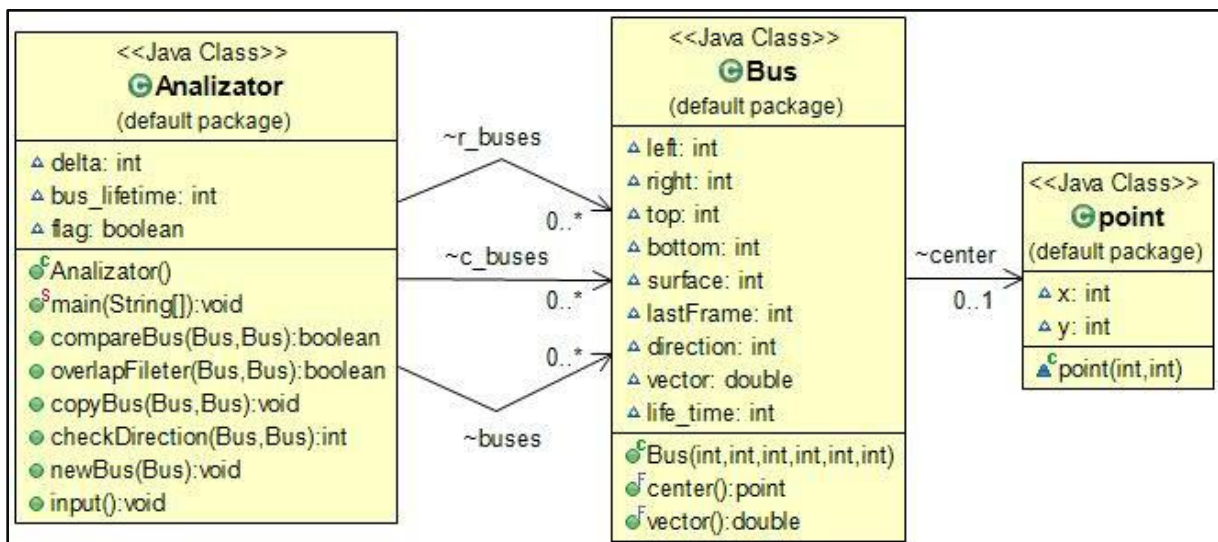 <<Java Class>>
Analizator
(default package)
delta: int
bus_lifetime: int
flag: boolean
Analizator()
main(String[]):void
compareBus(Bus,Bus):boolean
overlapFileter(Bus,Bus):boolean
copyBus(Bus,Bus):void
checkDirection(Bus,Bus):int
newBus(Bus):void
input():void
~r_buses
0..*
~c_buses
0..*
0..*
~buses
<<Java Class>>
Bus
(default package)
left: int
right: int
top: int
bottom: int
surface: int
lastFrame: int
direction: int
vector: double
life_time: int
Bus(int,int,int,int,int,int)
center():point
vector():double
~center
0..1
<<Java Class>>
point
(default package)
x: int
y: int
point(int,int)